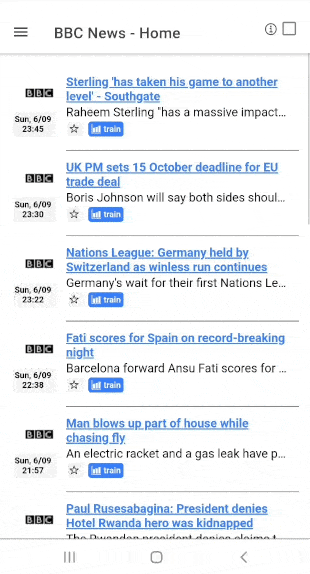 BBC News - Home
Sterling 'has taken his game to another
level' - Southgate
BBC
Raheem Sterling "has a massive impact...
Sun, 6/09
23:45
train
UK PM sets 15 October deadline for EU
trade deal
BBC
Boris Johnson will say both sides shoul...
Sun, 6/09
23:30
train
Nations League: Germany held by
Switzerland as winless run continues
BBC
Germany's wait for their first Nations Le...
Sun, 6/09
23:22
train
Fati scores for Spain on record-breaking
night
BBC
Barcelona forward Ansu Fati scores for ...
Sun, 6/09
22:38
train
Man blows up part of house while
chasing fly
BBC
An electric racket and a gas leak have p...
Sun, 6/09
21:57
train
Paul Rusesabagina: President denies
Hotel Rwanda hero was kidnapped
BBC
The Rwandan president denies claims t...